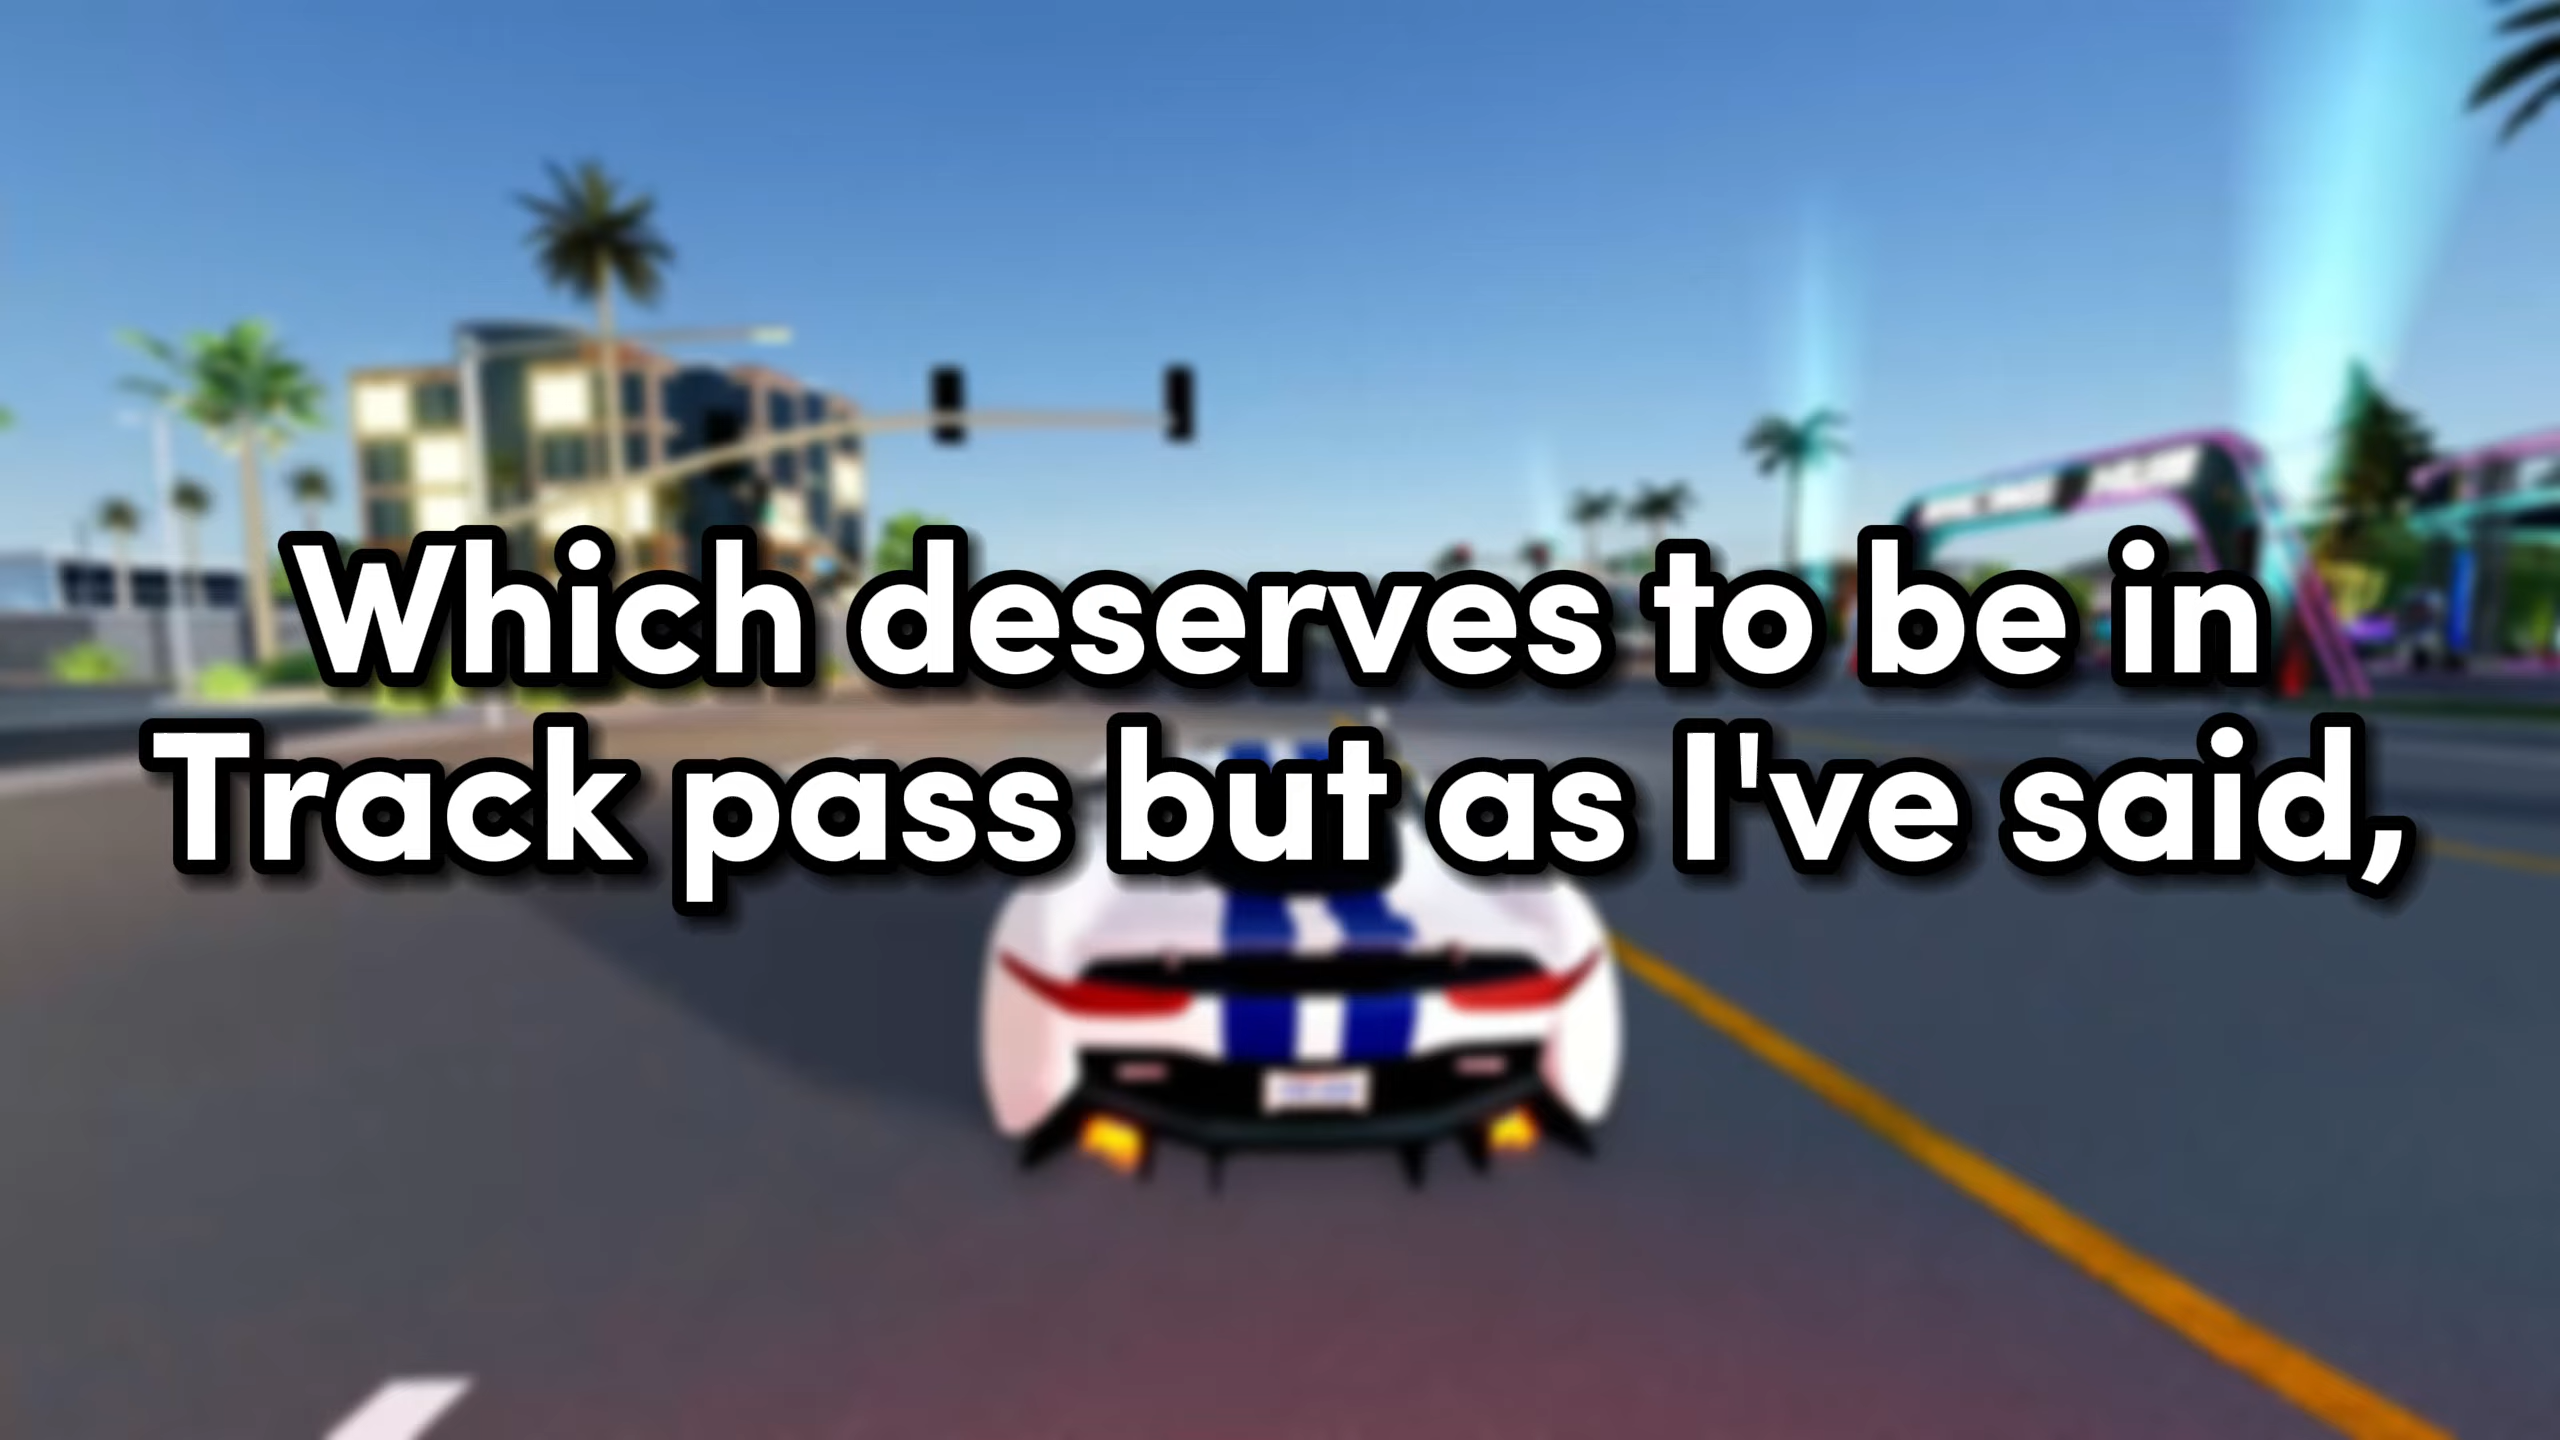 Which deserves to be in
Track pass but as I've said,